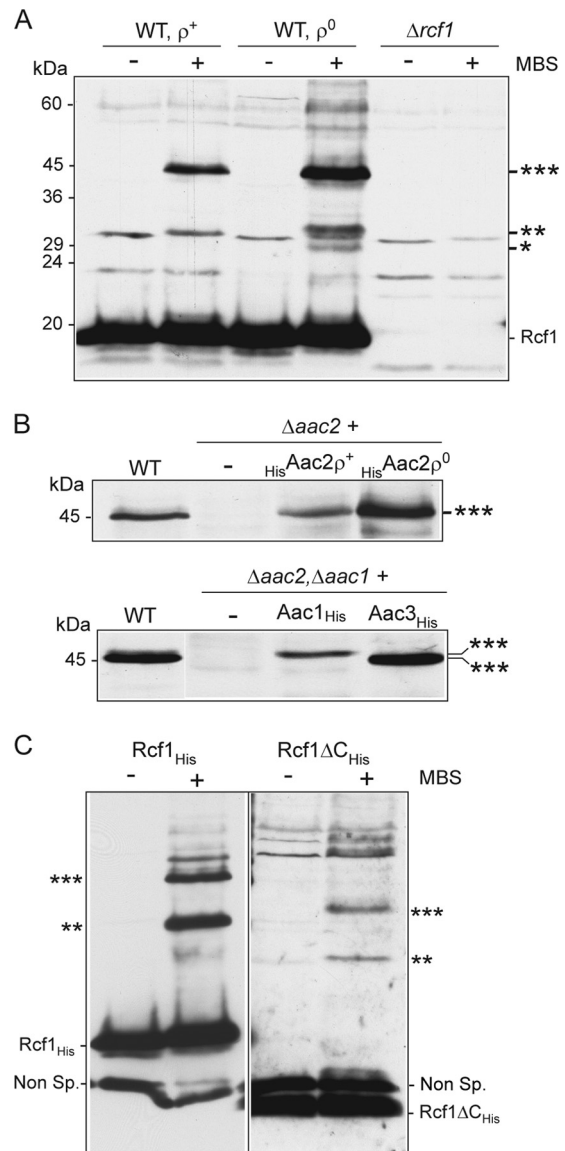 A
WT, ρ⁺ WT, ρ⁰ Δrcf1
kDa - + - + - + MBS
60
45 ***
36
29 **
24 *
20 Rcf1
B
Δaac2 +
WT - HisAac2ρ⁺ HisAac2ρ⁰
kDa
45 ***
Δaac2,Δaac1 +
WT - Aac1His Aac3His
kDa
45 ***
***
C
Rcf1His Rcf1ΔCHis
- + - + MBS
*** ***
** **
Rcf1His
Non Sp. Non Sp.
Rcf1ΔCHis